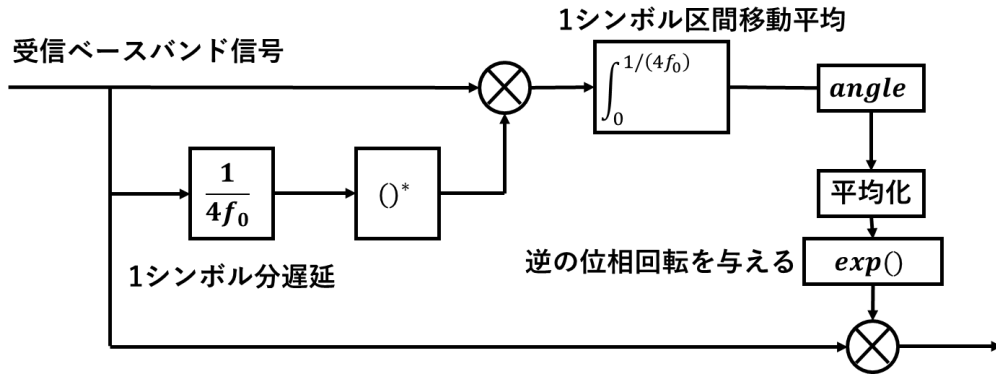 1シンボル区間移動平均
受信ベースバンド信号
∫₀^{1/(4f₀)}
angle
1/(4f₀)
()*
平均化
1シンボル分遅延
逆の位相回転を与える
exp()